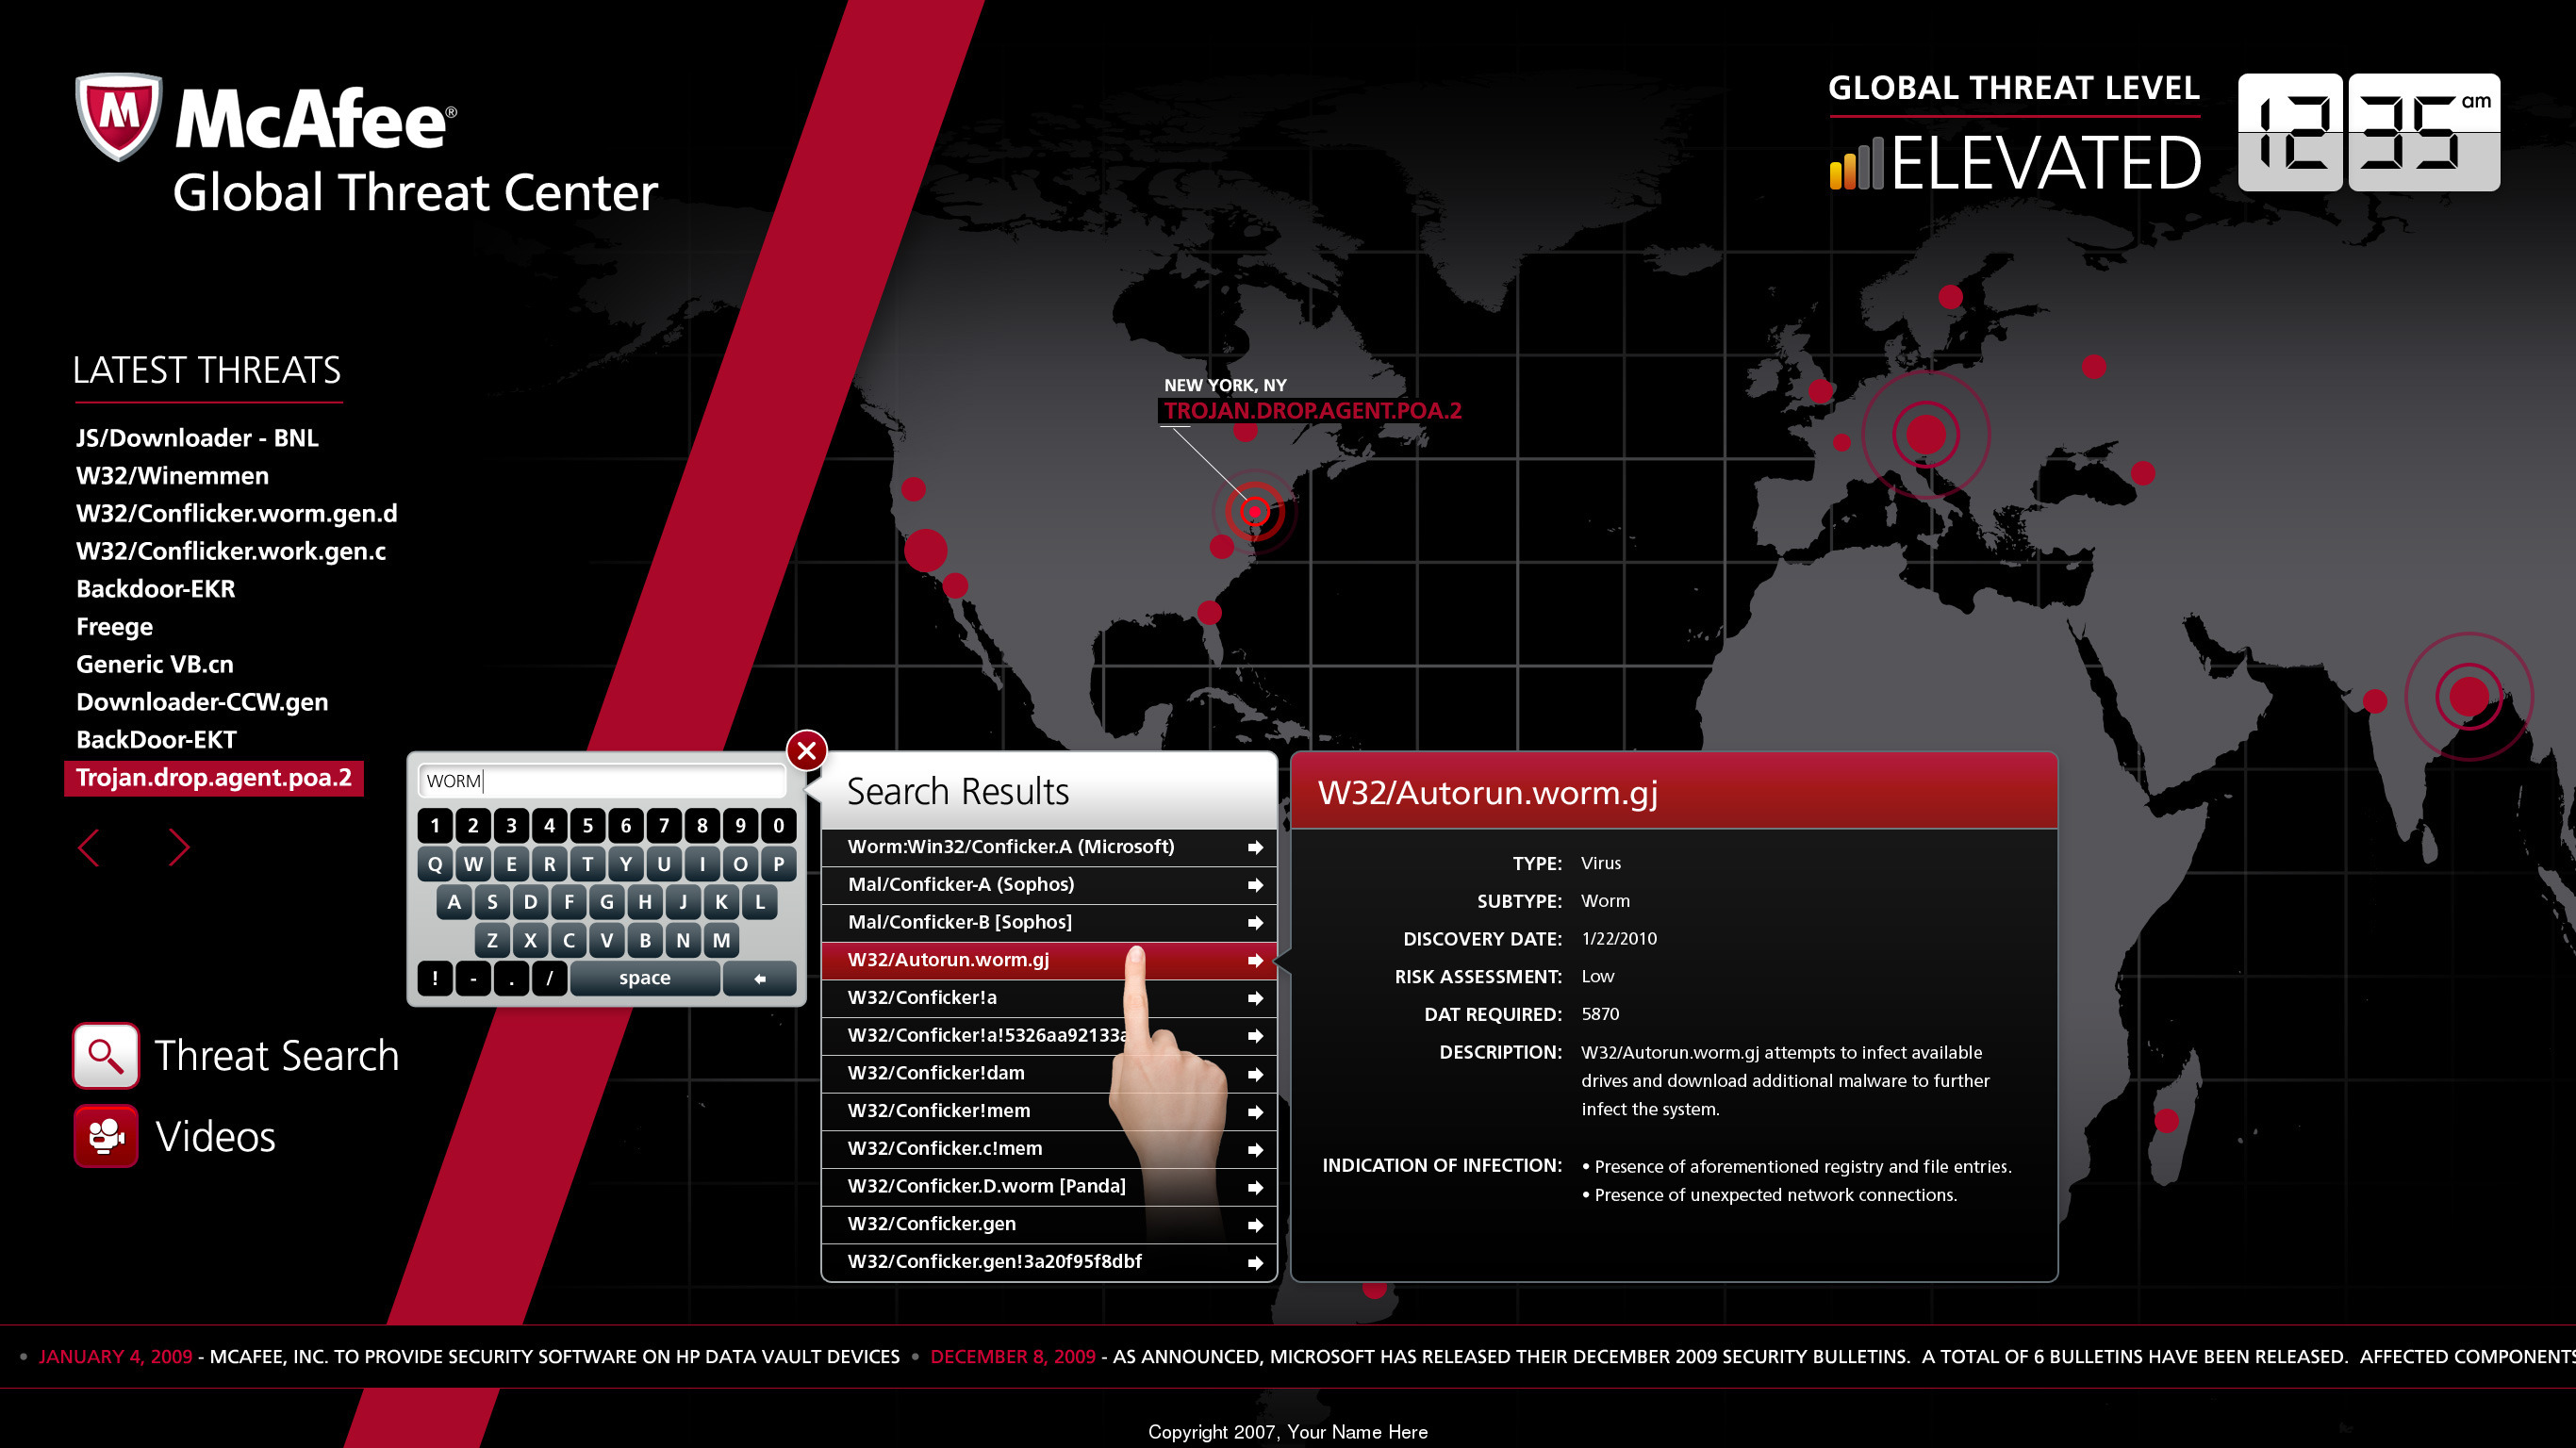 McAfee®
Global Threat Center
GLOBAL THREAT LEVEL
ELEVATED
12 35 am
LATEST THREATS
JS/Downloader - BNL
W32/Winemmen
W32/Conflicker.worm.gen.d
W32/Conflicker.work.gen.c
Backdoor-EKR
Freege
Generic VB.cn
Downloader-CCW.gen
BackDoor-EKT
Trojan.drop.agent.poa.2
NEW YORK, NY
TROJAN.DROP.AGENT.POA.2
WORM
1 2 3 4 5 6 7 8 9 0
Q W E R T Y U I O P
A S D F G H J K L
Z X C V B N M
! - . / space
Threat Search
Videos
Search Results
Worm:Win32/Conficker.A (Microsoft)
Mal/Conficker-A (Sophos)
Mal/Conficker-B [Sophos]
W32/Autorun.worm.gj
W32/Conficker!a
W32/Conficker!a!5326aa92133a
W32/Conficker!dam
W32/Conficker!mem
W32/Conficker.c!mem
W32/Conficker.D.worm [Panda]
W32/Conficker.gen
W32/Conficker.gen!3a20f95f8dbf
W32/Autorun.worm.gj
TYPE: Virus
SUBTYPE: Worm
DISCOVERY DATE: 1/22/2010
RISK ASSESSMENT: Low
DAT REQUIRED: 5870
DESCRIPTION: W32/Autorun.worm.gj attempts to infect available
drives and download additional malware to further
infect the system.
INDICATION OF INFECTION: • Presence of aforementioned registry and file entries.
• Presence of unexpected network connections.
• JANUARY 4, 2009 - MCAFEE, INC. TO PROVIDE SECURITY SOFTWARE ON HP DATA VAULT DEVICES • DECEMBER 8, 2009 - AS ANNOUNCED, MICROSOFT HAS RELEASED THEIR DECEMBER 2009 SECURITY BULLETINS. A TOTAL OF 6 BULLETINS HAVE BEEN RELEASED. AFFECTED COMPONENTS
Copyright 2007, Your Name Here